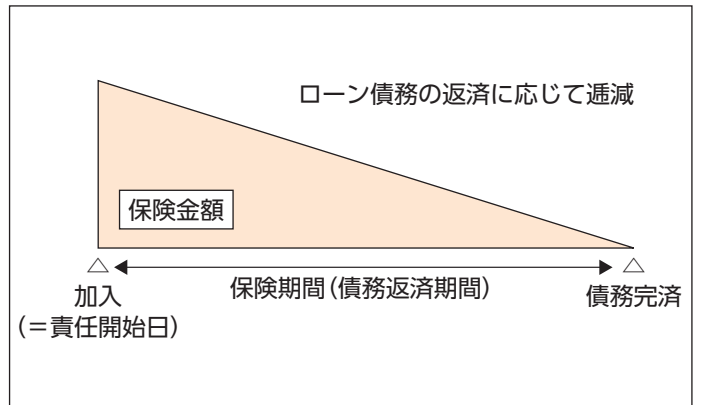 ローン債務の返済に応じて逓減
保険金額
保険期間(債務返済期間)
加入
(=責任開始日)
債務完済